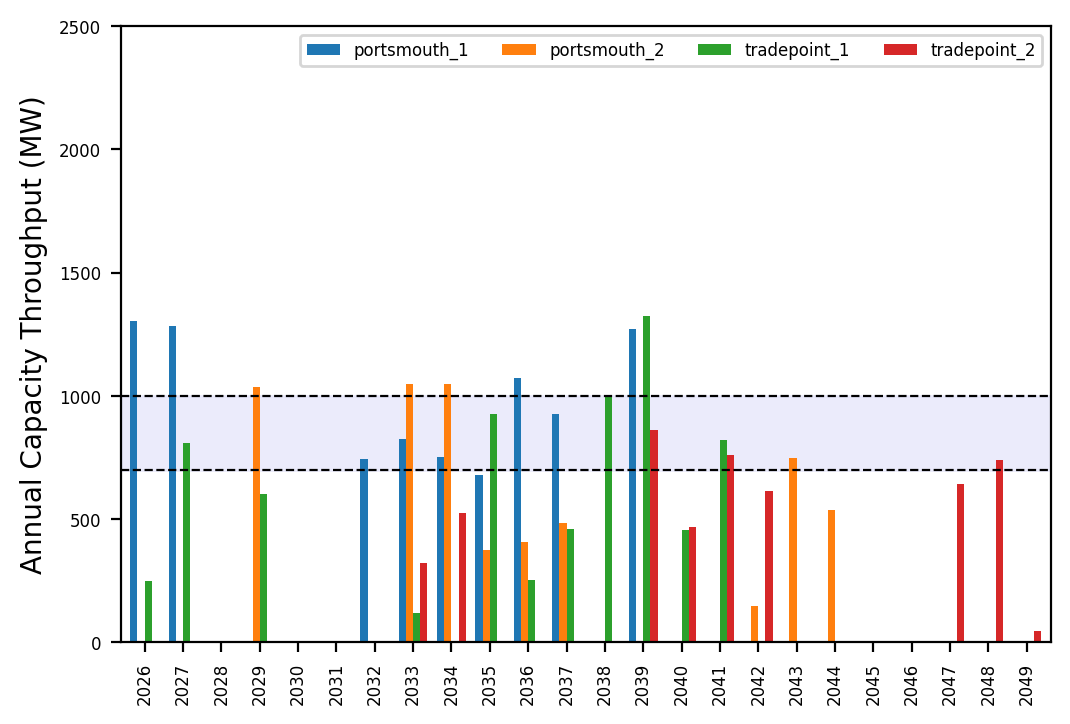 Annual Capacity Throughput (MW)
2500
2000
1500
1000
500
0
portsmouth_1 portsmouth_2 tradepoint_1 tradepoint_2
2026 2027 2028 2029 2030 2031 2032 2033 2034 2035 2036 2037 2038 2039 2040 2041 2042 2043 2044 2045 2046 2047 2048 2049